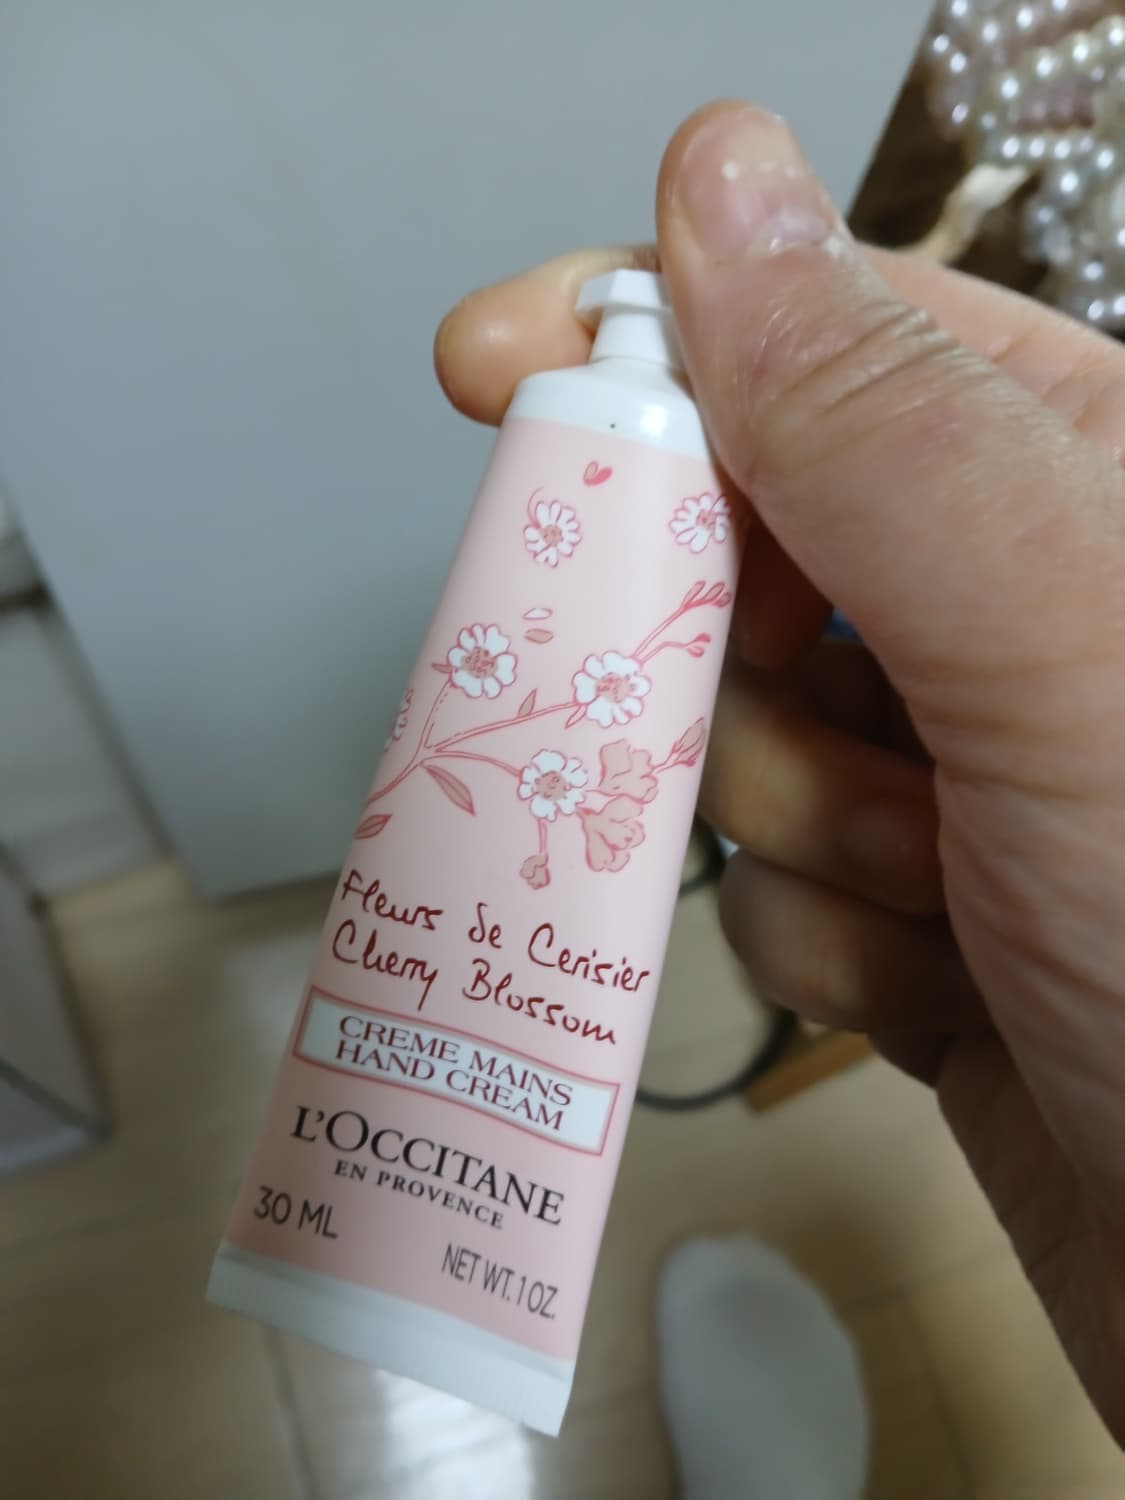 Fleurs de Cerisier
Cherry Blossom
CREME MAINS
HAND CREAM
L'OCCITANE
EN PROVENCE
30 ML
NET WT. 1 OZ.